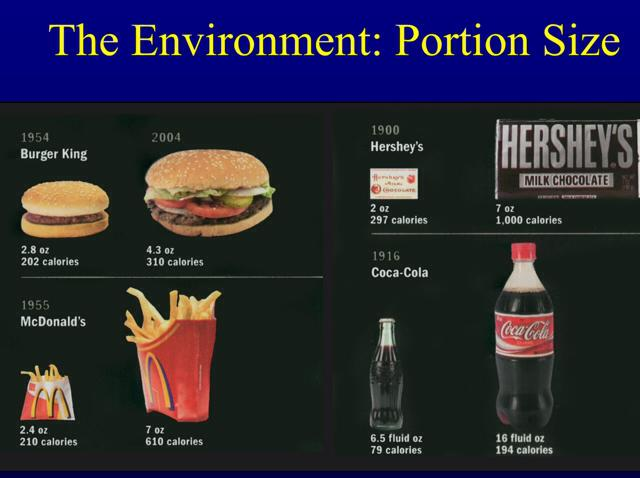 The Environment: Portion Size
1954
2004
Burger King
2.8 oz
202 calories
4.3 oz
310 calories
1955
McDonald's
2.4 oz
210 calories
7 oz
610 calories
1900
Hershey's
HERSHEY'S
MILK CHOCOLATE
2 oz
297 calories
7 oz
1,000 calories
1916
Coca-Cola
Coca-Cola
6.5 fluid oz
79 calories
16 fluid oz
194 calories